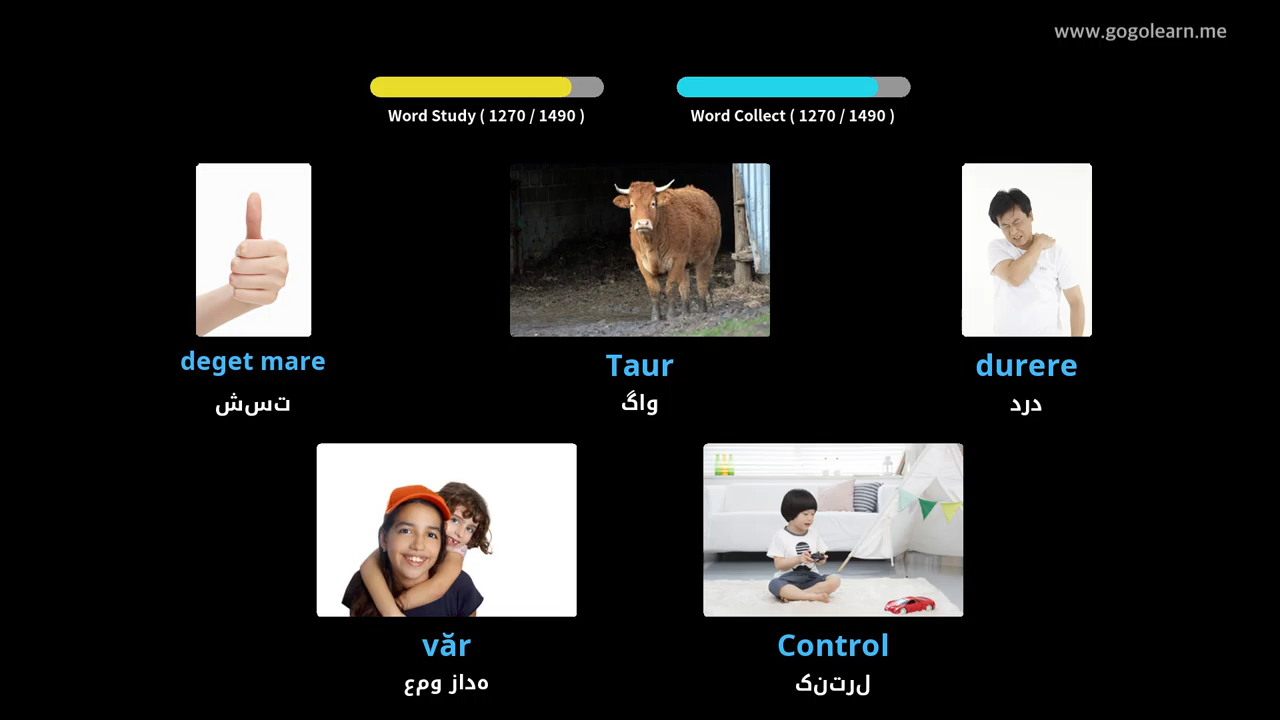 www.gogolearn.me
Word Study ( 1270 / 1490 )
Word Collect ( 1270 / 1490 )
deget mare
تسش
Taur
واگ
durere
درد
văr
هداز ومع
Control
لرتنک